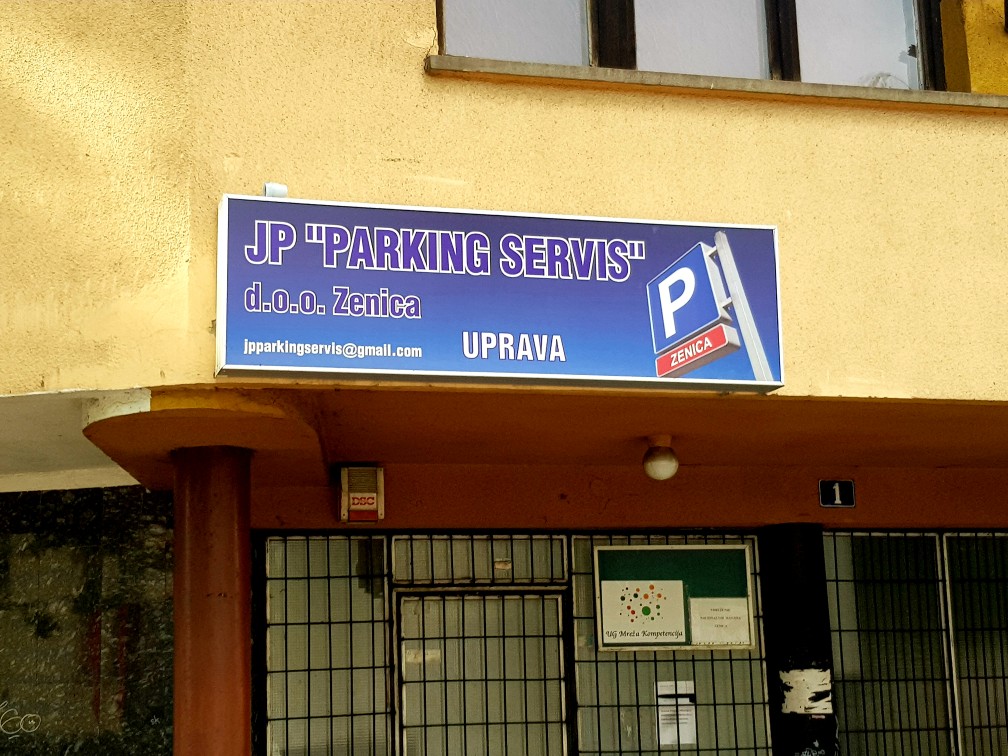 JP "PARKING SERVIS"
d.o.o. Zenica
jpparkingservis@gmail.com
UPRAVA
P
ZENICA
DSC
1
UG Mreža Kompetencija